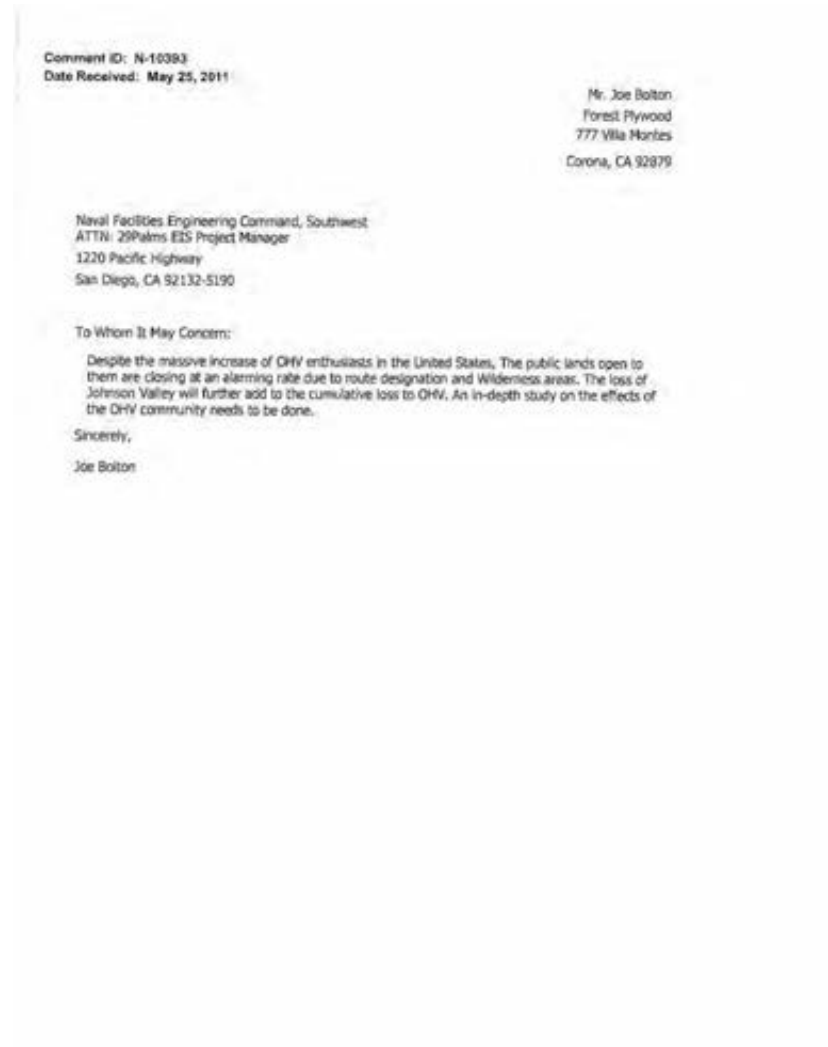 Comment ID: N-10393
Date Received: May 25, 2011
Mr. Joe Bolton
Forest Plywood
777 Villa Montes
Corona, CA 92879
Naval Facilities Engineering Command, Southwest
ATTN: 29Palms EIS Project Manager
1220 Pacific Highway
San Diego, CA 92132-5190
To Whom It May Concern:
Despite the massive increase of OHV enthusiasts in the United States, The public lands open to
them are closing at an alarming rate due to route designation and Wilderness areas. The loss of
Johnson Valley will further add to the cumulative loss to OHV. An in-depth study on the effects of
the OHV community needs to be done.
Sincerely,
Joe Bolton